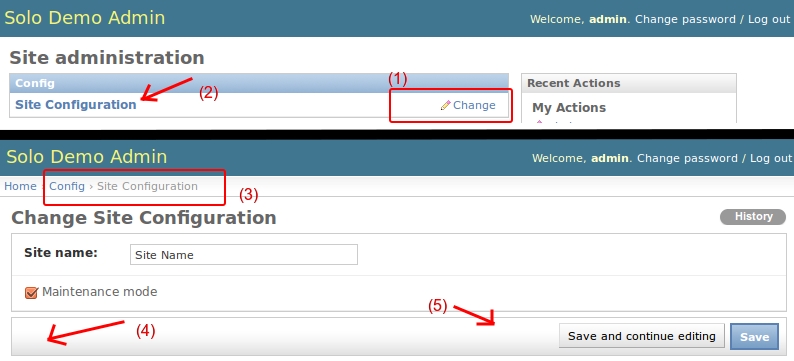 Solo Demo Admin
Welcome, admin. Change password / Log out
Site administration
(1)
Config
Recent Actions
(2)
Site Configuration
Change
My Actions
Solo Demo Admin
Welcome, admin. Change password / Log out
Home › Config › Site Configuration
(3)
Change Site Configuration
History
Site name:
Site Name
Maintenance mode
(5)
(4)
Save and continue editing
Save